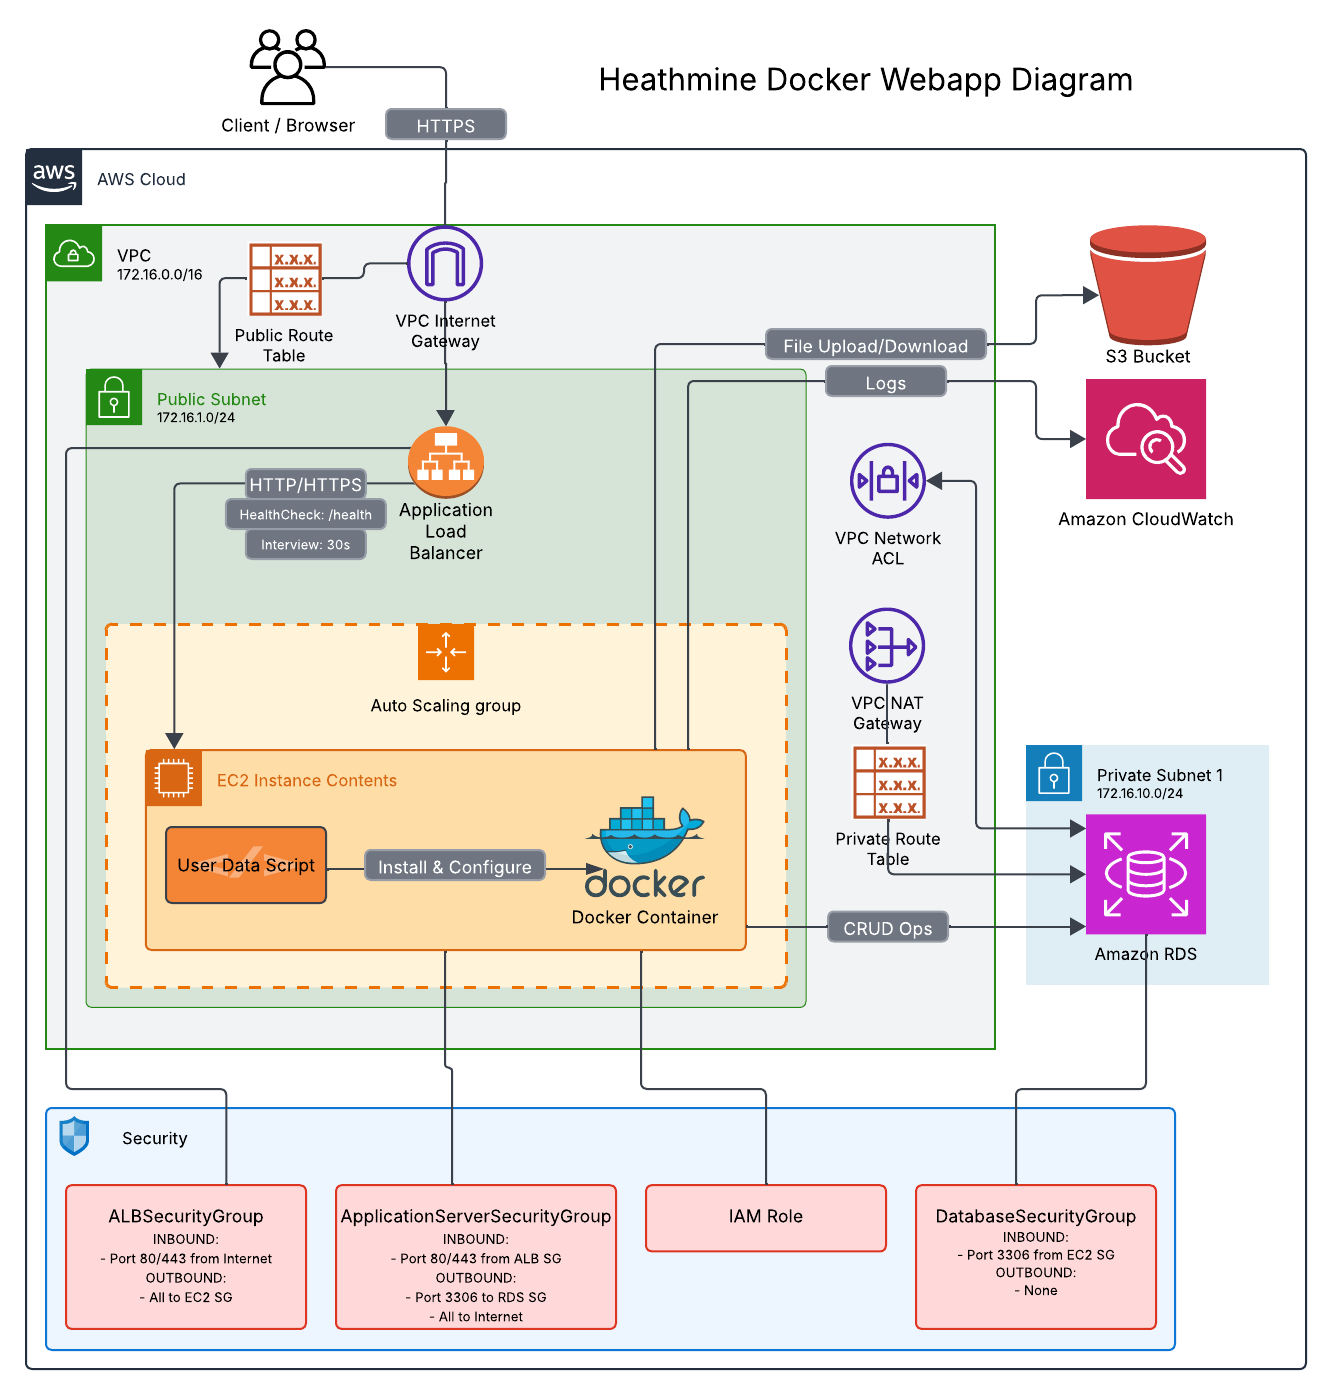 Heathmine Docker Webapp Diagram
Client / Browser
HTTPS
aws
AWS Cloud
VPC
172.16.0.0/16
x.x.x.
x.x.x.
x.x.x.
Public Route
Table
VPC Internet
Gateway
File Upload/Download
S3 Bucket
Logs
Public Subnet
172.16.1.0/24
HTTP/HTTPS
HealthCheck: /health
Interview: 30s
Application
Load
Balancer
Amazon CloudWatch
VPC Network
ACL
Auto Scaling group
VPC NAT
Gateway
x.x.x.
x.x.x.
x.x.x.
Private Route
Table
EC2 Instance Contents
User Data Script
Install & Configure
docker
Docker Container
Private Subnet 1
172.16.10.0/24
CRUD Ops
Amazon RDS
Security
ALBSecurityGroup
INBOUND:
- Port 80/443 from Internet
OUTBOUND:
- All to EC2 SG
ApplicationServerSecurityGroup
INBOUND:
- Port 80/443 from ALB SG
OUTBOUND:
- Port 3306 to RDS SG
- All to Internet
IAM Role
DatabaseSecurityGroup
INBOUND:
- Port 3306 from EC2 SG
OUTBOUND:
- None